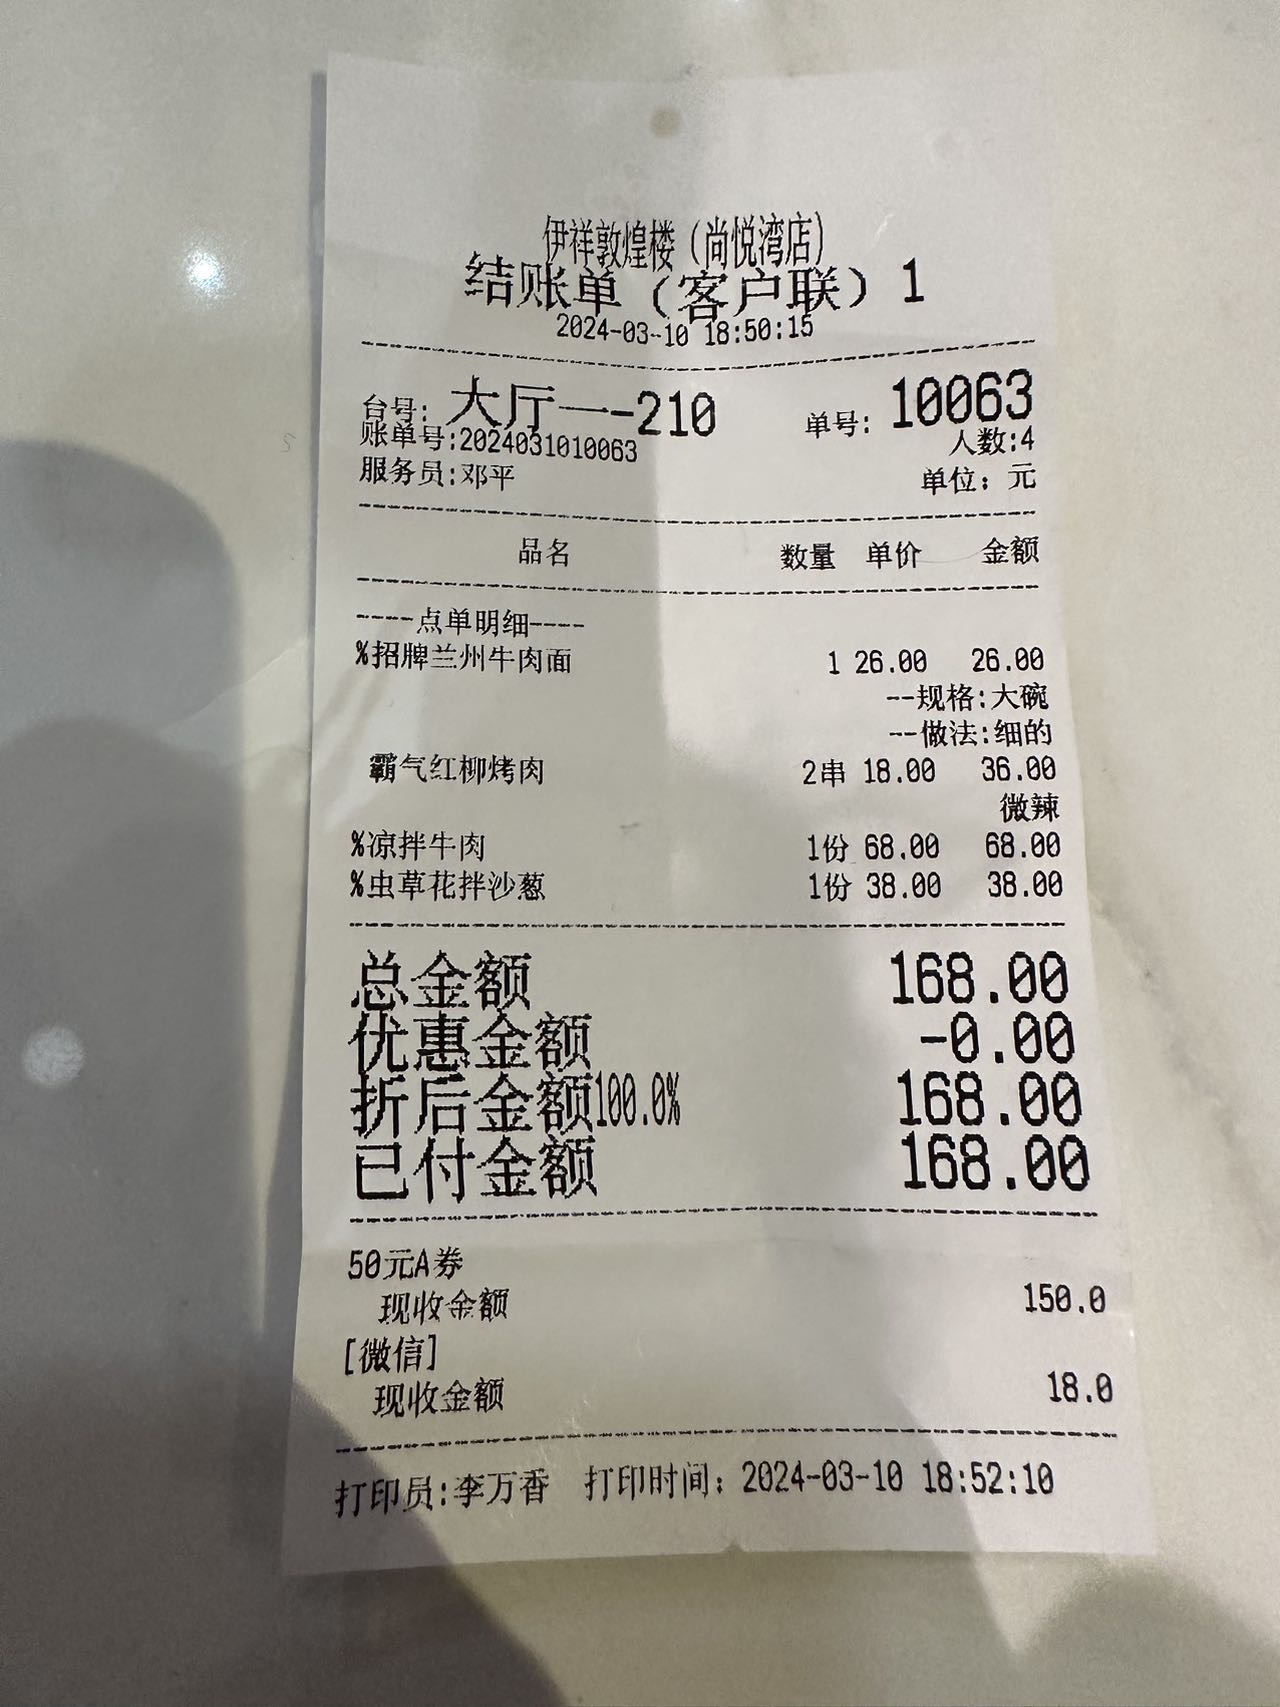 伊祥敦煌楼（尚悦湾店）
结账单（客户联）1
2024-03-10 18:50:15
台号：大厅一-210 单号：10063
账单号:2024031010063 人数:4
服务员:邓平 单位：元
品名 数量 单价 金额
----点单明细----
%招牌兰州牛肉面 1 26.00 26.00
--规格:大碗
--做法:细的
霸气红柳烤肉 2串 18.00 36.00
微辣
%凉拌牛肉 1份 68.00 68.00
%虫草花拌沙葱 1份 38.00 38.00
总金额 168.00
优惠金额 -0.00
折后金额100.0% 168.00
已付金额 168.00
50元A券
现收金额 150.0
[微信]
现收金额 18.0
打印员:李万香 打印时间：2024-03-10 18:52:10